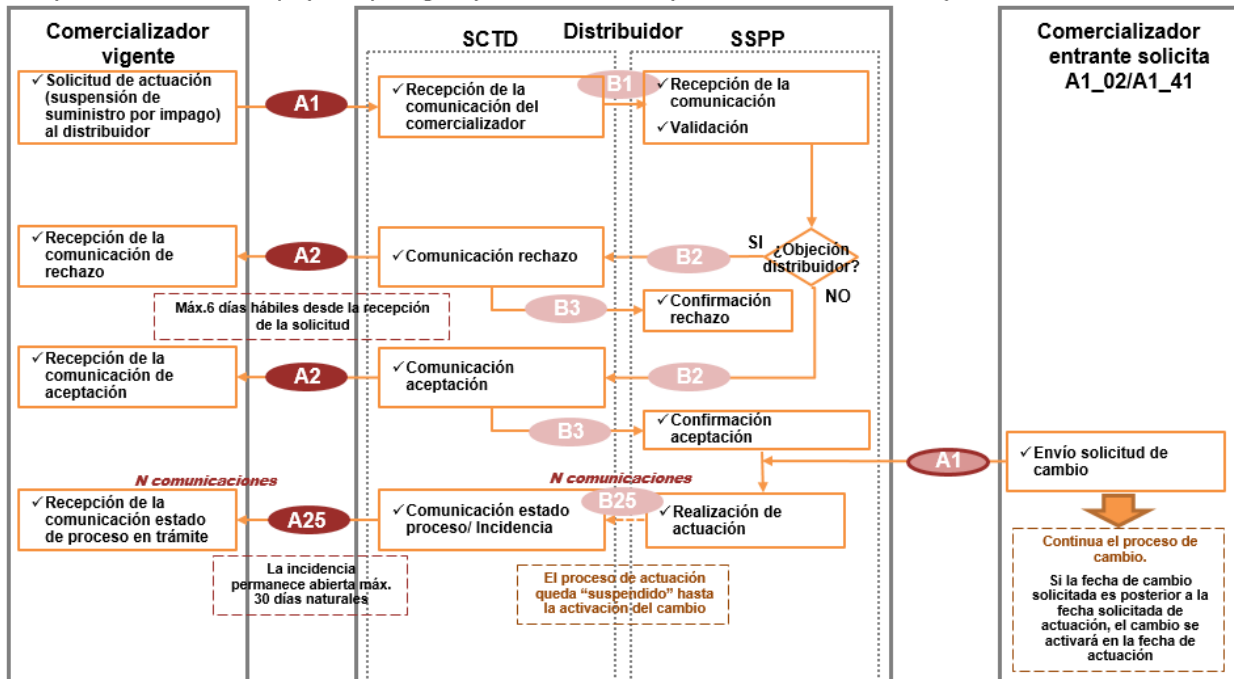 Comercializador
vigente
Distribuidor
SCTD
SSPP
Comercializador
entrante solicita
A1_02/A1_41
✓ Solicitud de actuación
(suspensión de
suministro por impago)
al distribuidor
A1
✓ Recepción de la
comunicación del
comercializador
B1
✓ Recepción de la
comunicación
✓ Validación
¿Objeción
distribuidor?
SI
NO
✓ Recepción de la
comunicación de
rechazo
A2
✓ Comunicación rechazo
B2
B3
✓ Confirmación
rechazo
Máx.6 días hábiles desde la recepción
de la solicitud
✓ Recepción de la
comunicación de
aceptación
A2
✓ Comunicación
aceptación
B2
B3
✓ Confirmación
aceptación
A1
✓ Envío solicitud de
cambio
N comunicaciones
N comunicaciones
✓ Recepción de la
comunicación estado
de proceso en trámite
A25
✓ Comunicación estado
proceso/ Incidencia
B25
✓ Realización de
actuación
La incidencia
permanece abierta máx.
30 días naturales
El proceso de actuación
queda “suspendido” hasta
la activación del cambio
Continua el proceso de
cambio.
Si la fecha de cambio
solicitada es posterior a la
fecha solicitada de
actuación, el cambio se
activará en la fecha de
actuación